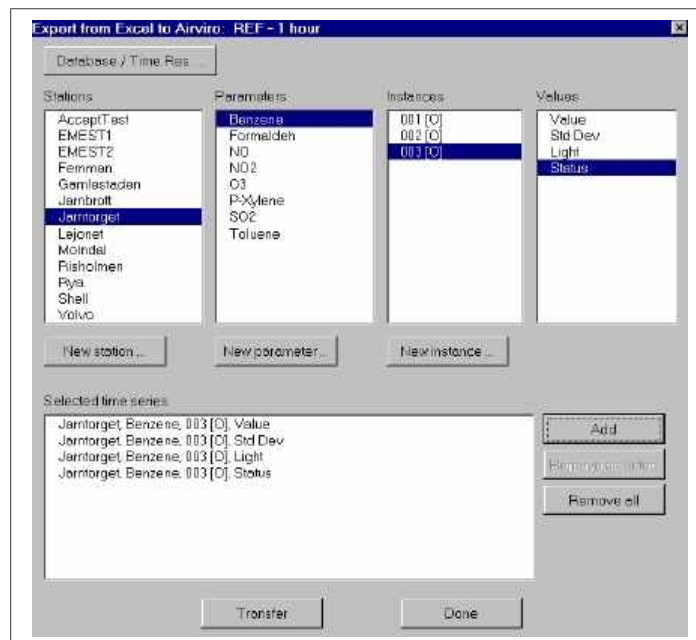 Export from Excel to Airviro: REF - 1 hour
Database / Time Res ...
Stations
Parameters
Instances
Values
AcceptTest
EMEST1
EMEST2
Femman
Gamlestaden
Jarnbrott
Jarntorget
Lejonet
Molndal
Risholmen
Rya
Shell
Volvo
Benzene
Formaldeh
NO
NO2
O3
P-Xylene
SO2
Toluene
001 [O]
002 [O]
003 [O]
Value
Std Dev
Light
Status
New station ...
New parameter...
New instance ...
Selected time series
Jarntorget, Benzene, 003 [O], Value
Jarntorget, Benzene, 003 [O], Std Dev
Jarntorget, Benzene, 003 [O], Light
Jarntorget, Benzene, 003 [O], Status
Add
Remove all
Transfer
Done